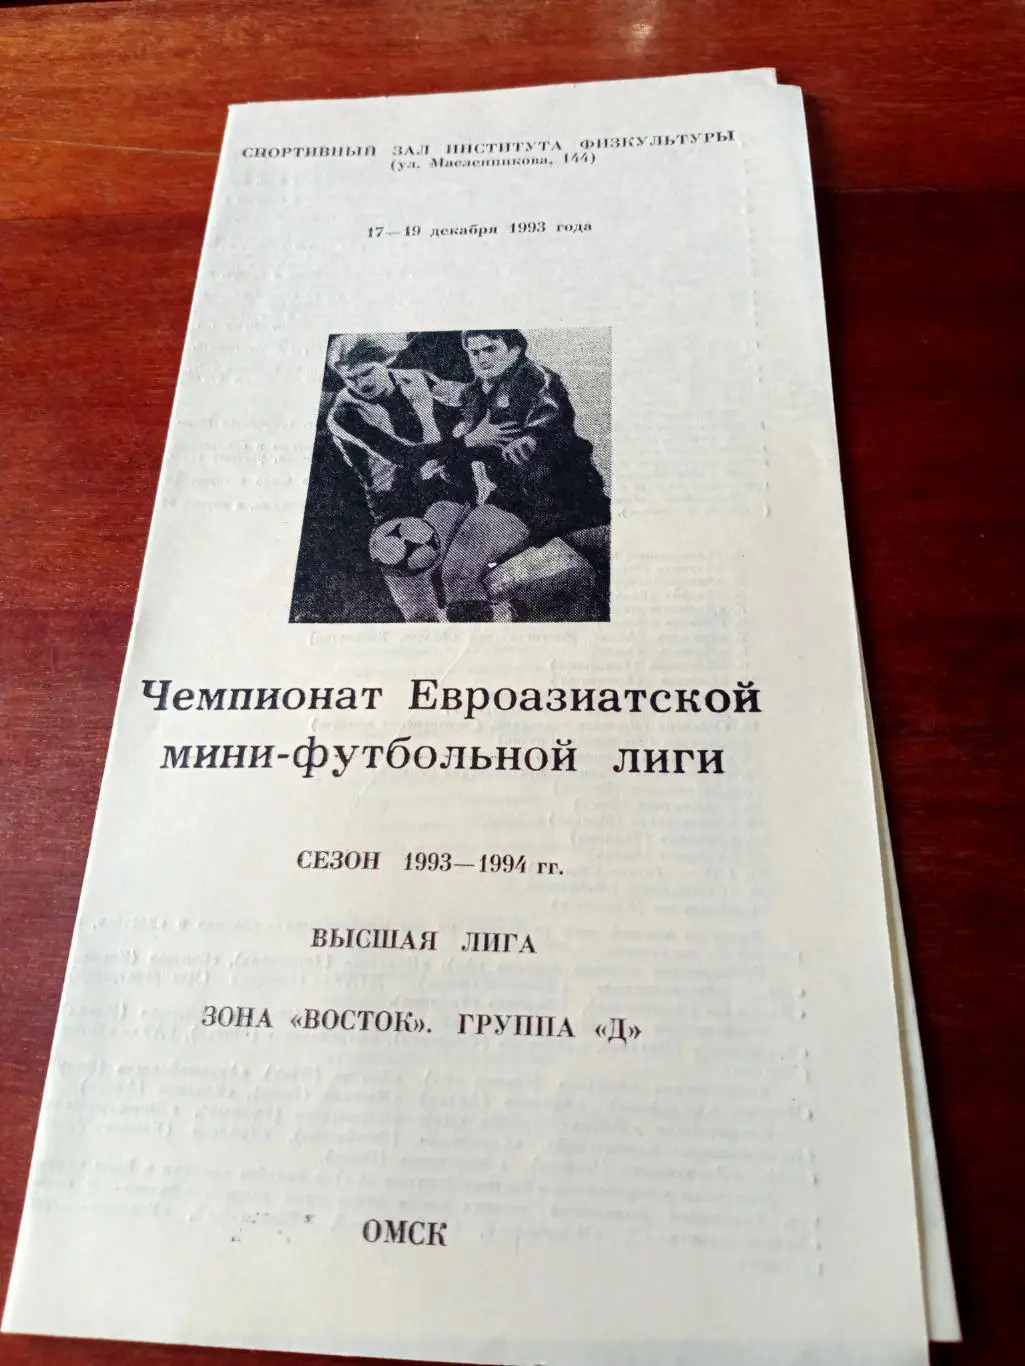 СПОРТИВНЫЙ ЗАЛ ИНСТИТУТА ФИЗКУЛЬТУРЫ
(ул. Масленникова, 144)
17—19 декабря 1993 года
Чемпионат Евроазиатской
мини-футбольной лиги
СЕЗОН 1993—1994 гг.
ВЫСШАЯ ЛИГА
ЗОНА «ВОСТОК». ГРУППА «Д»
ОМСК